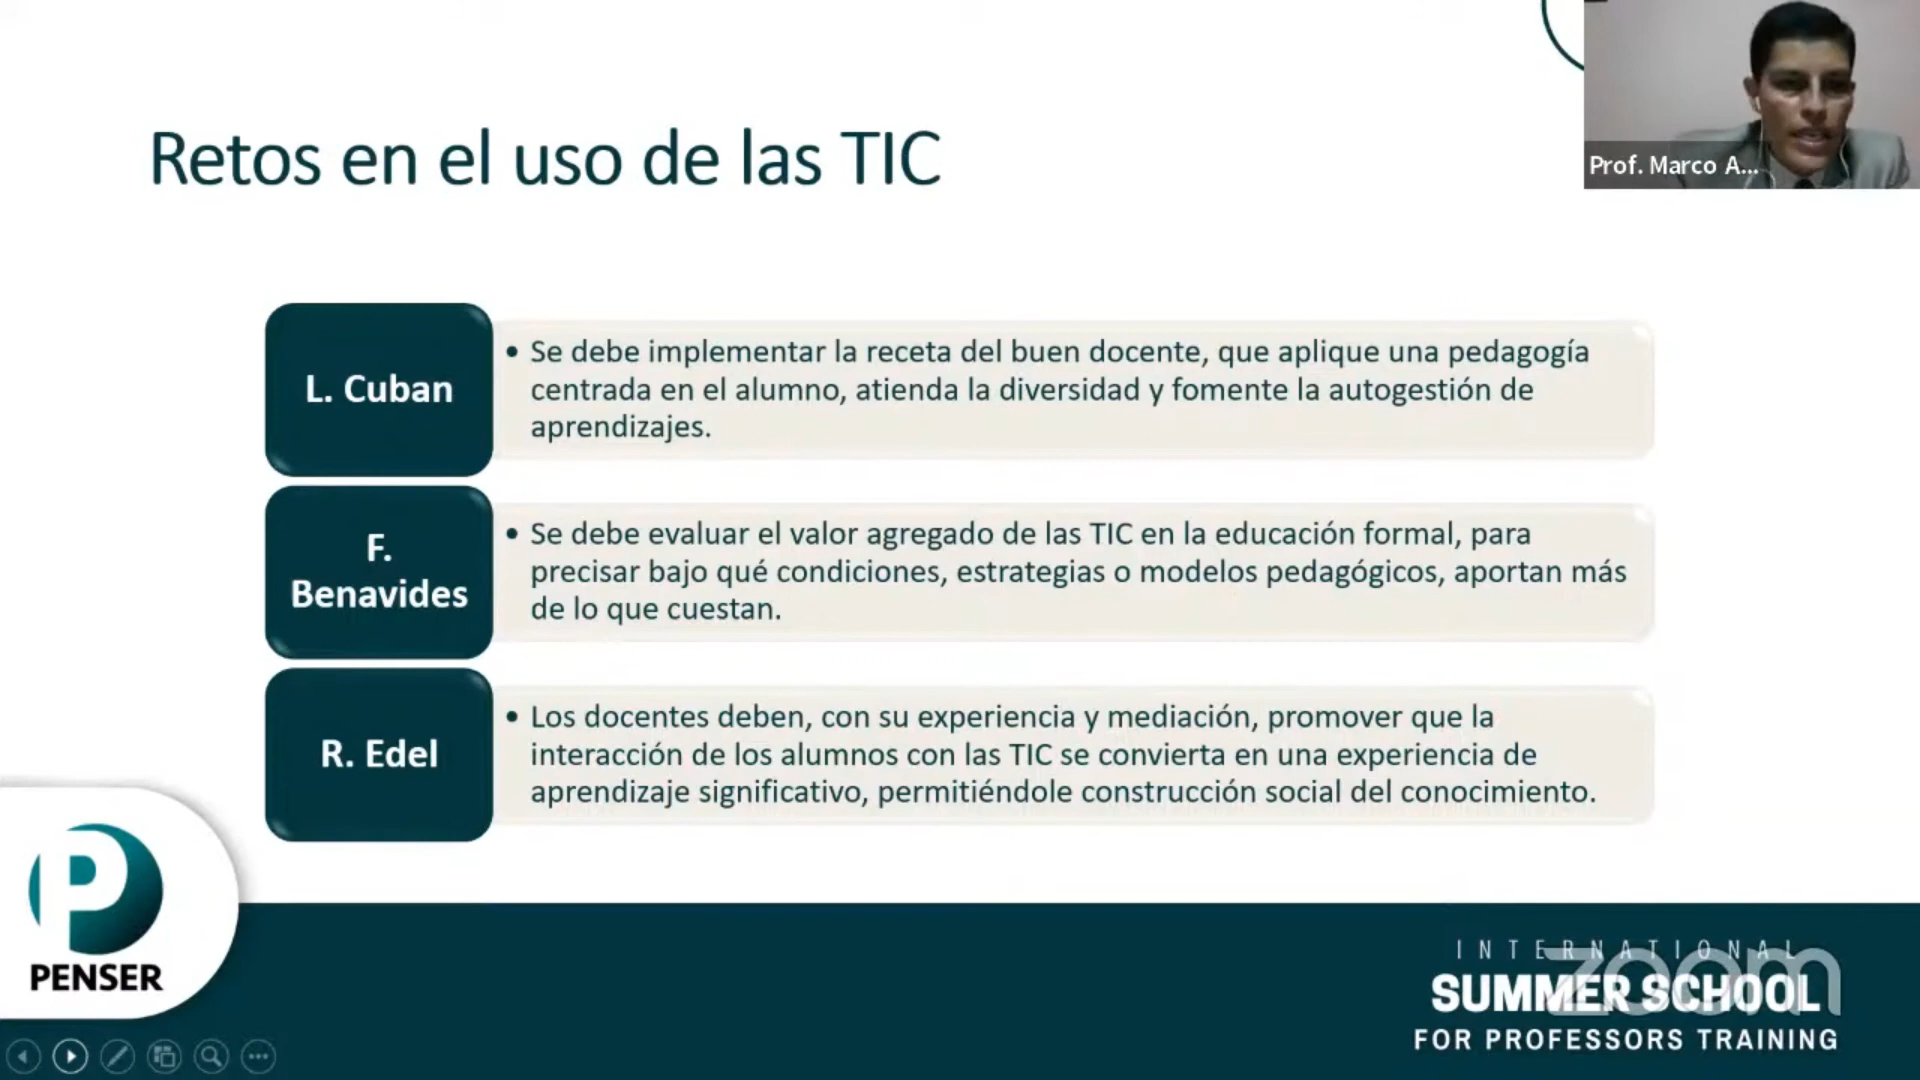 Retos en el uso de las TIC
Prof. Marco A...
L. Cuban
• Se debe implementar la receta del buen docente, que aplique una pedagogía
centrada en el alumno, atienda la diversidad y fomente la autogestión de
aprendizajes.
F.
Benavides
• Se debe evaluar el valor agregado de las TIC en la educación formal, para
precisar bajo qué condiciones, estrategias o modelos pedagógicos, aportan más
de lo que cuestan.
R. Edel
• Los docentes deben, con su experiencia y mediación, promover que la
interacción de los alumnos con las TIC se convierta en una experiencia de
aprendizaje significativo, permitiéndole construcción social del conocimiento.
P
PENSER
INTERNATIONAL
zoom
SUMMER SCHOOL
FOR PROFESSORS TRAINING